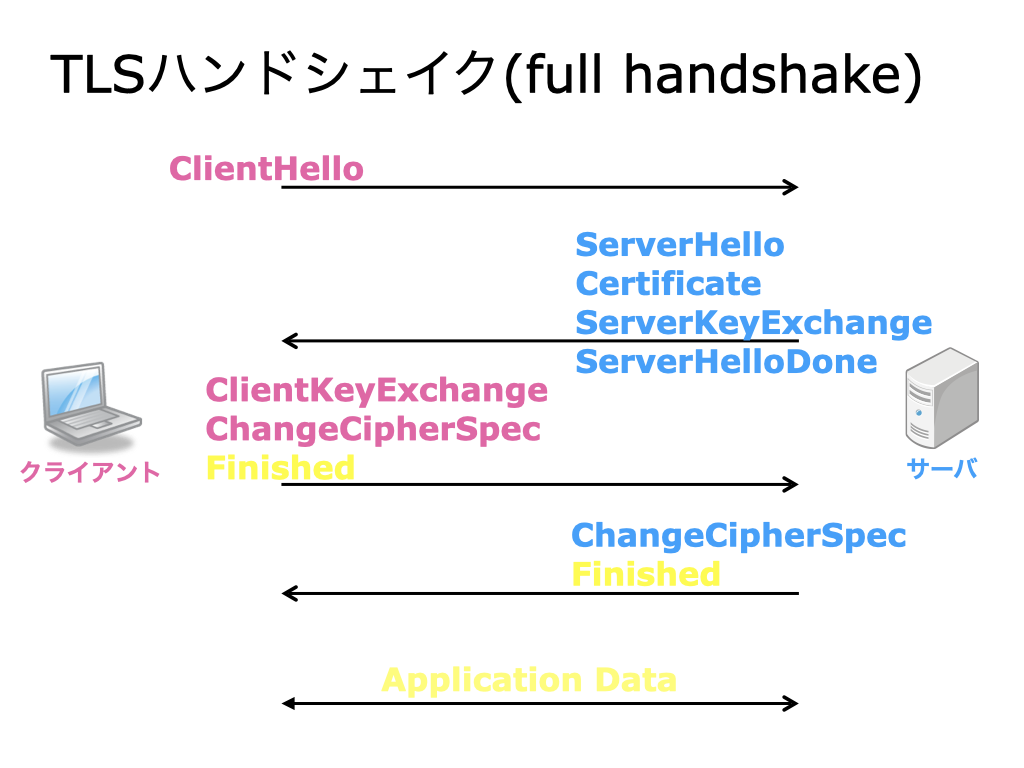 TLSハンドシェイク(full handshake)
ClientHello
ServerHello
Certificate
ServerKeyExchange
ServerHelloDone
ClientKeyExchange
ChangeCipherSpec
Finished
クライアント
サーバ
ChangeCipherSpec
Finished
Application Data